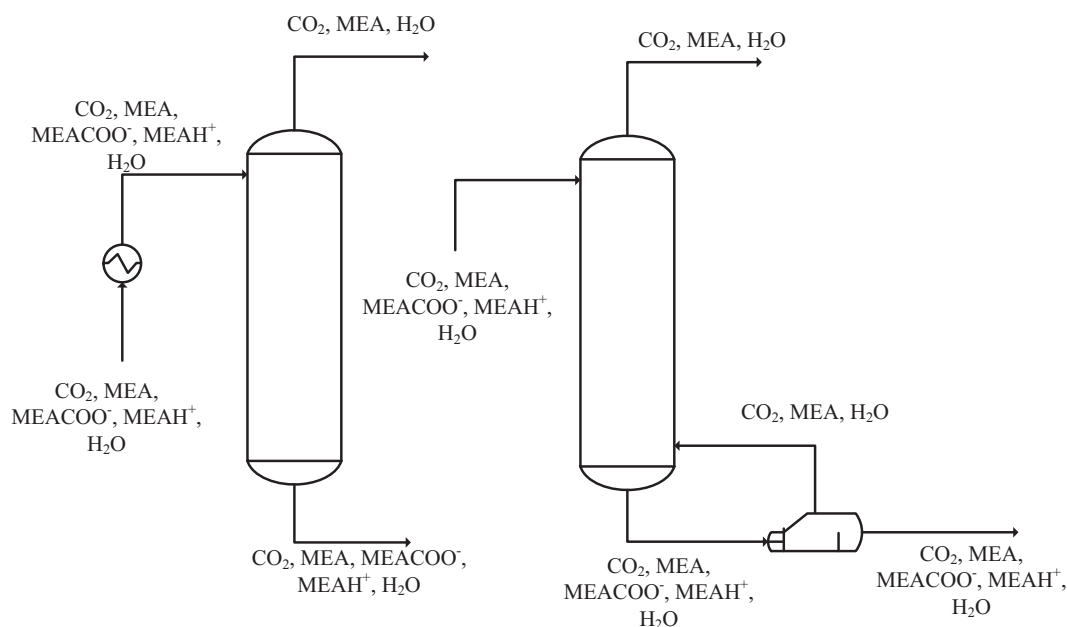 CO₂, MEA, H₂O
CO₂, MEA,
MEACOO⁻, MEAH⁺,
H₂O
CO₂, MEA,
MEACOO⁻, MEAH⁺,
H₂O
CO₂, MEA, MEACOO⁻,
MEAH⁺, H₂O
CO₂, MEA, H₂O
CO₂, MEA,
MEACOO⁻, MEAH⁺,
H₂O
CO₂, MEA, H₂O
CO₂, MEA,
MEACOO⁻, MEAH⁺,
H₂O
CO₂, MEA,
MEACOO⁻, MEAH⁺,
H₂O